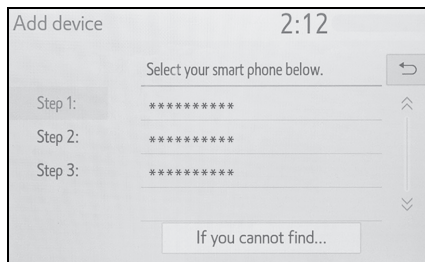 Add device
2:12
Select your smart phone below.
Step 1:
**********
Step 2:
**********
Step 3:
**********
If you cannot find...